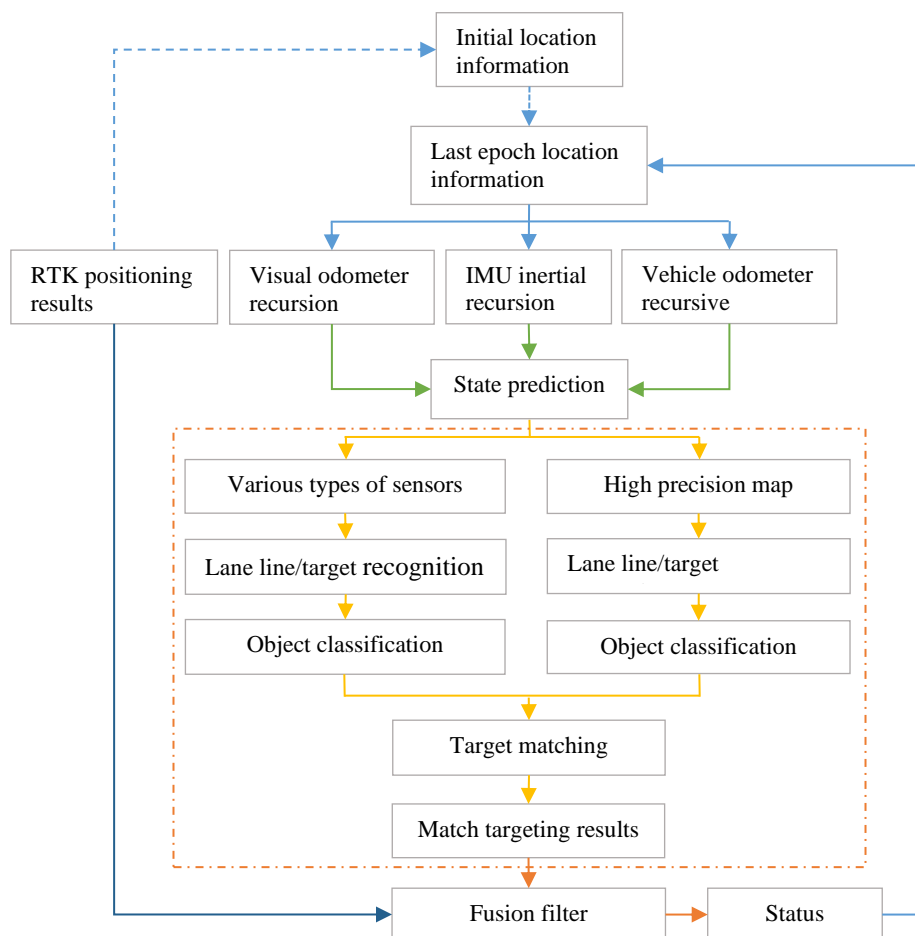 Initial location
information
Last epoch location
information
RTK positioning
results
Visual odometer
recursion
IMU inertial
recursion
Vehicle odometer
recursive
State prediction
Various types of sensors
High precision map
Lane line/target recognition
Lane line/target
Object classification
Object classification
Target matching
Match targeting results
Fusion filter
Status